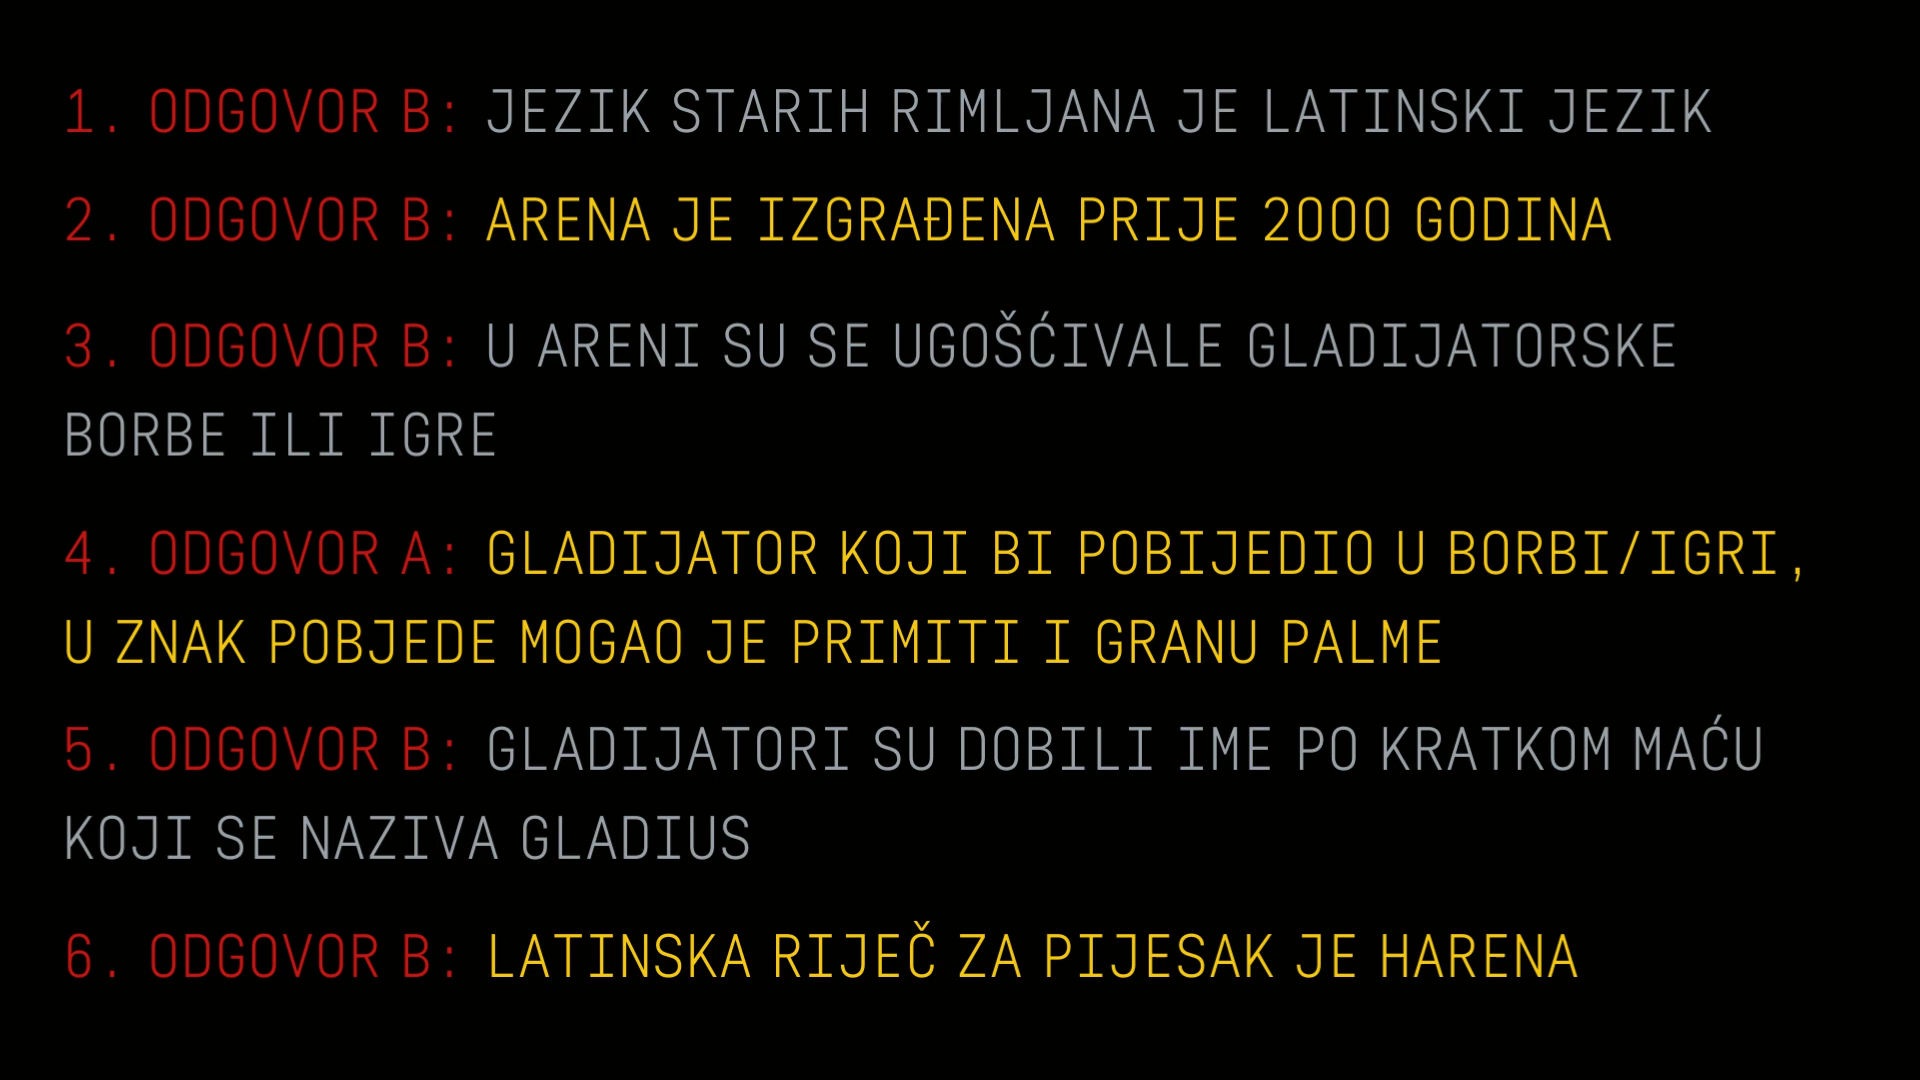 1. ODGOVOR B: JEZIK STARIH RIMLJANA JE LATINSKI JEZIK
2. ODGOVOR B: ARENA JE IZGRAĐENA PRIJE 2000 GODINA
3. ODGOVOR B: U ARENI SU SE UGOŠĆIVALE GLADIJATORSKE
BORBE ILI IGRE
4. ODGOVOR A: GLADIJATOR KOJI BI POBIJEDIO U BORBI/IGRI,
U ZNAK POBJEDE MOGAO JE PRIMITI I GRANU PALME
5. ODGOVOR B: GLADIJATORI SU DOBILI IME PO KRATKOM MAĆU
KOJI SE NAZIVA GLADIUS
6. ODGOVOR B: LATINSKA RIJEČ ZA PIJESAK JE HARENA